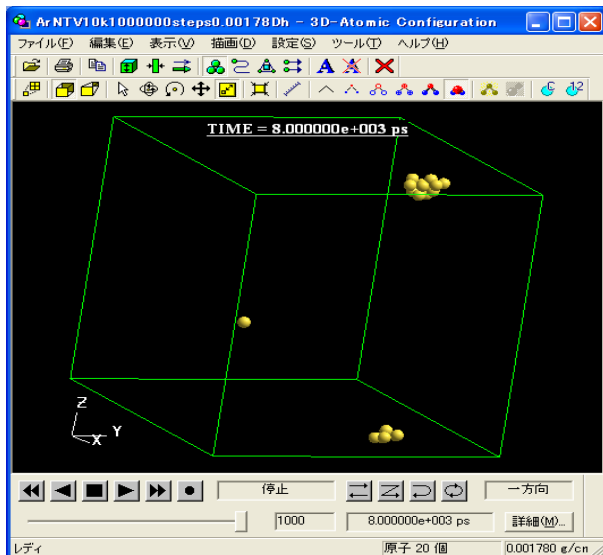 ArNTV10k1000000steps0.00178Dh - 3D-Atomic Configuration
ファイル(F) 編集(E) 表示(V) 描画(D) 設定(S) ツール(T) ヘルプ(H)
A
C 12
TIME = 8.000000e+003 ps
Z
Y
X
停止 一方向
1000 8.000000e+003 ps 詳細(M)...
レディ 原子 20 個 0.001780 g/cn